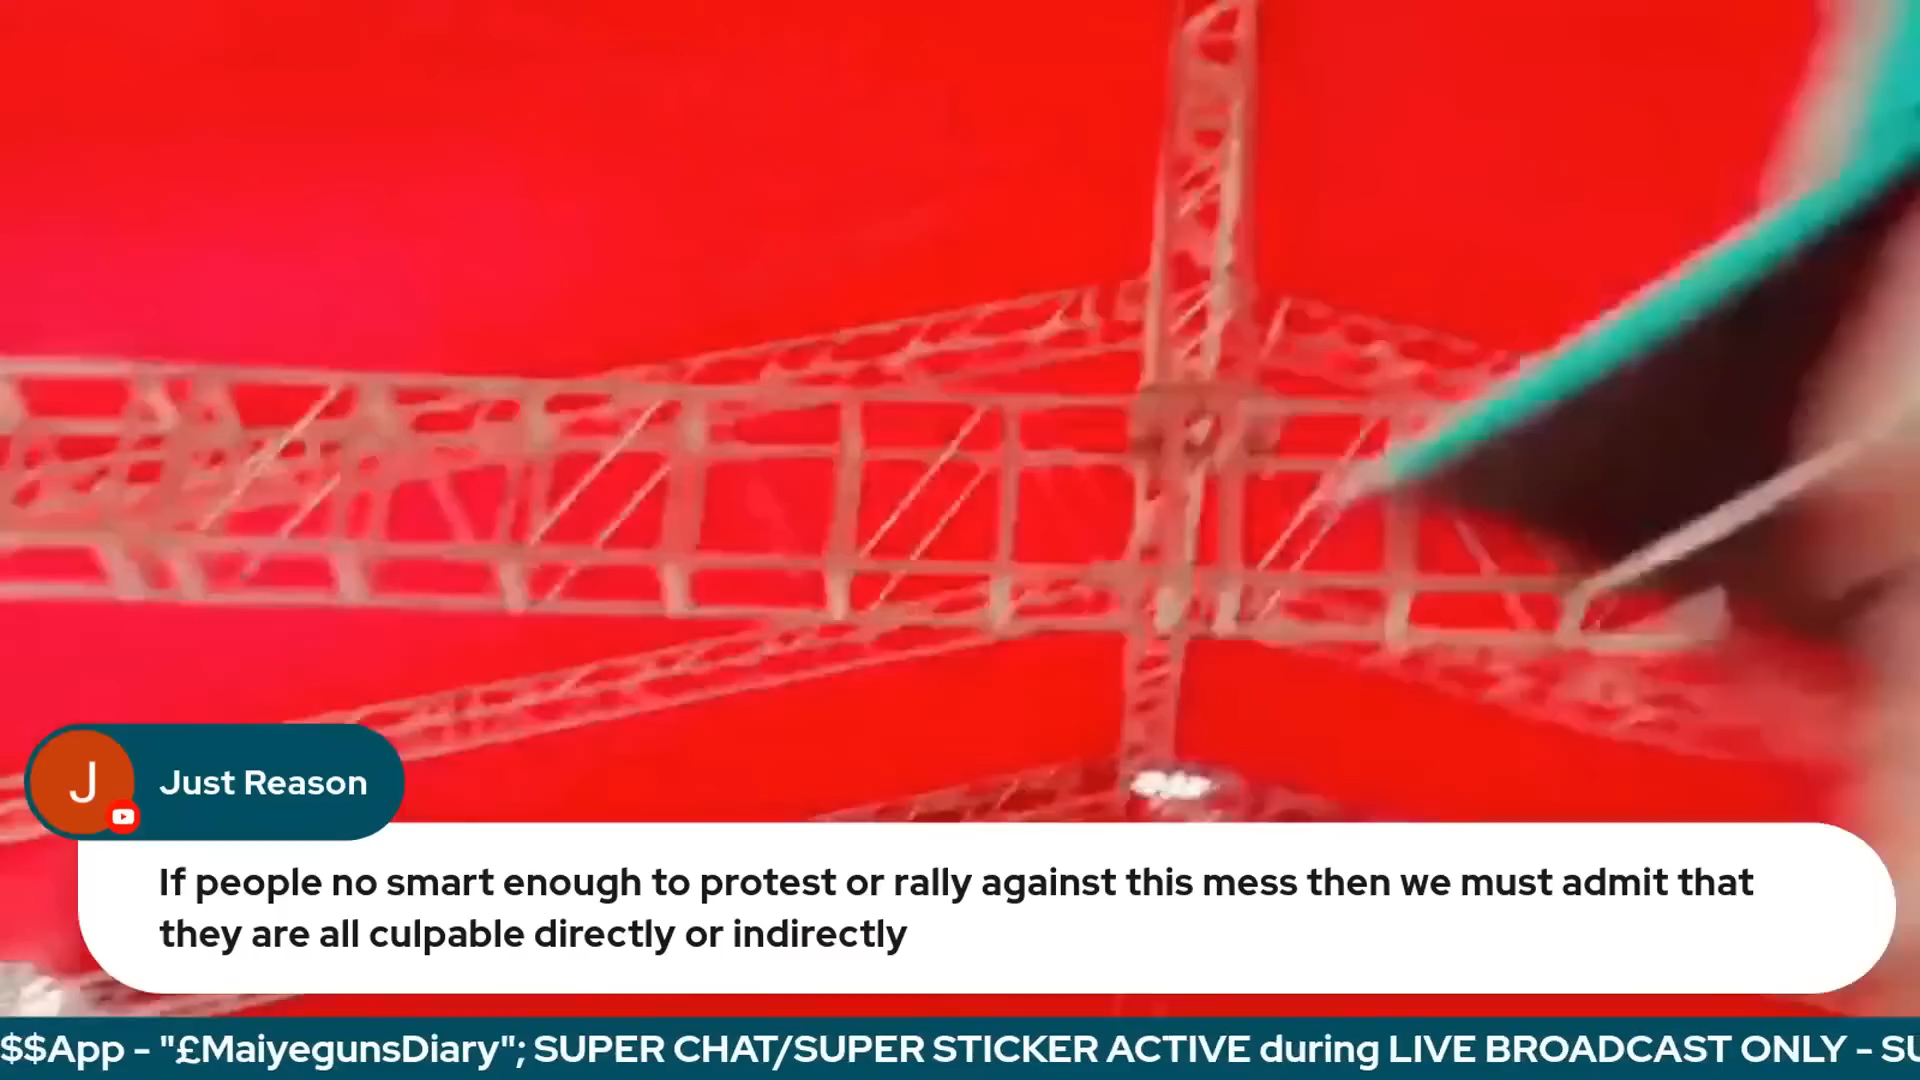 J
Just Reason
If people no smart enough to protest or rally against this mess then we must admit that
they are all culpable directly or indirectly
$$App - "£MaiyegunsDiary"; SUPER CHAT/SUPER STICKER ACTIVE during LIVE BROADCAST ONLY - SU